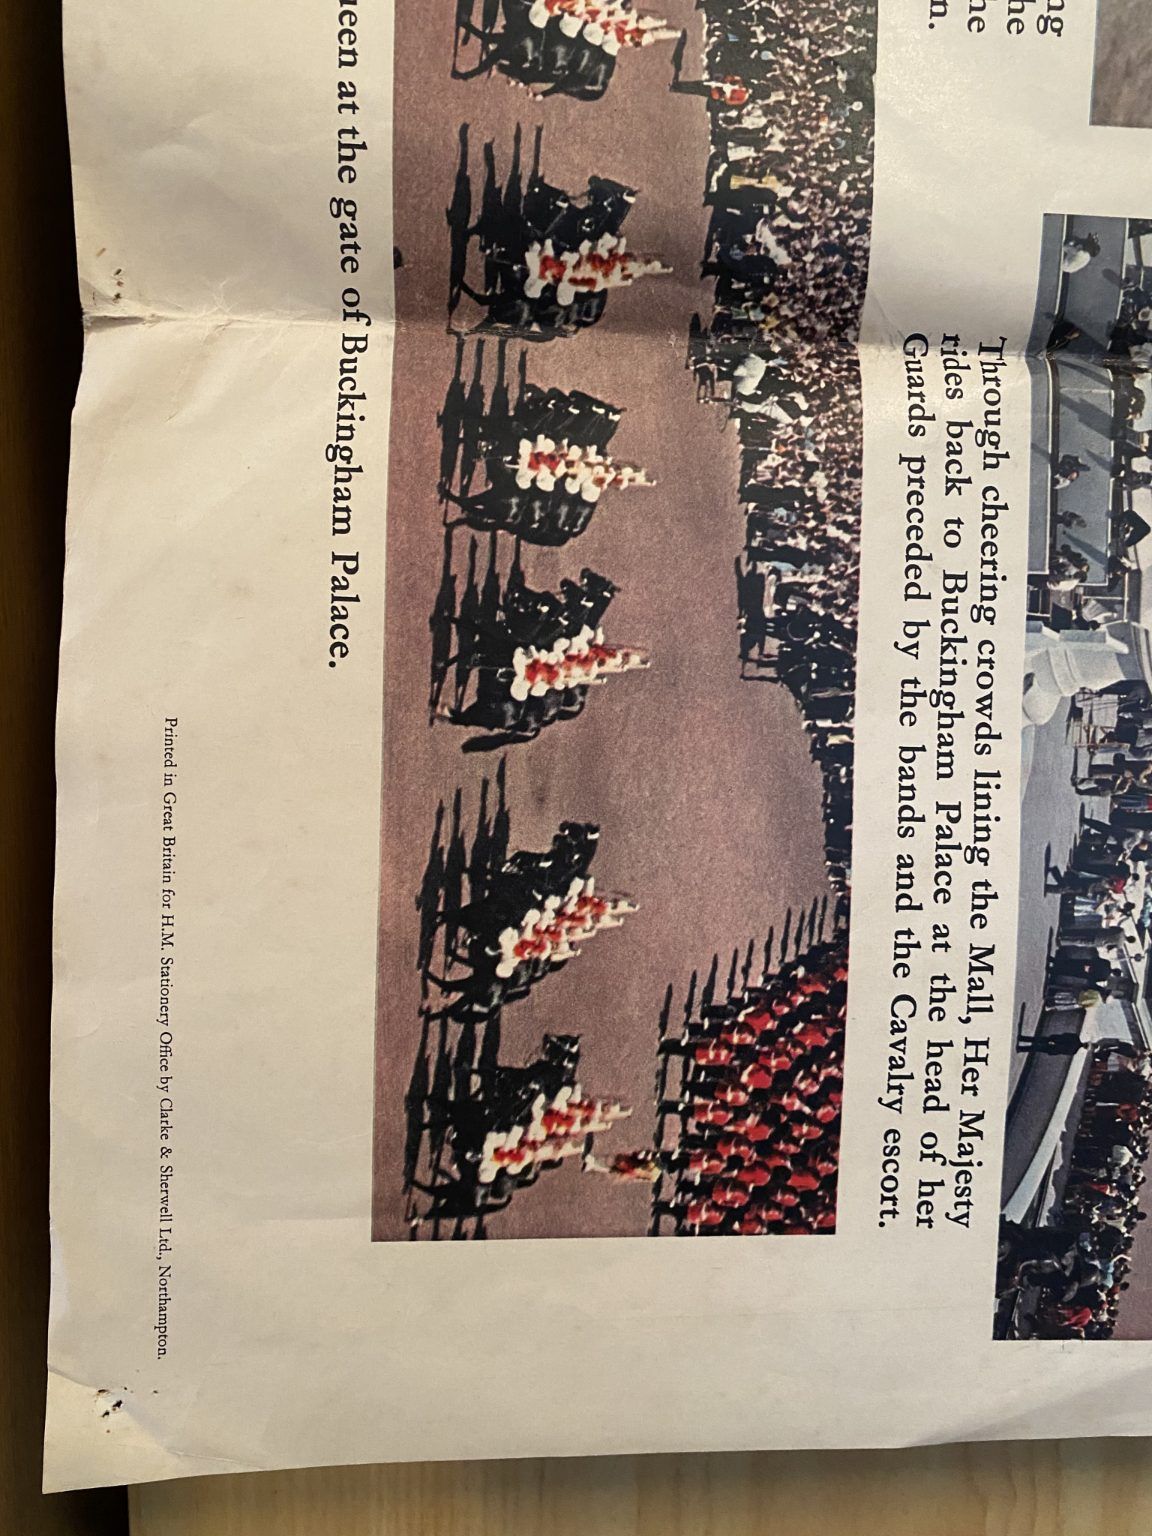 Through cheering crowds lining the Mall, Her Majesty
rides back to Buckingham Palace at the head of her
Guards preceded by the bands and the Cavalry escort.
at the gate of Buckingham Palace.
Printed in Great Britain for H.M. Stationery Office by Clarke & Sherwell Ltd., Northampton.